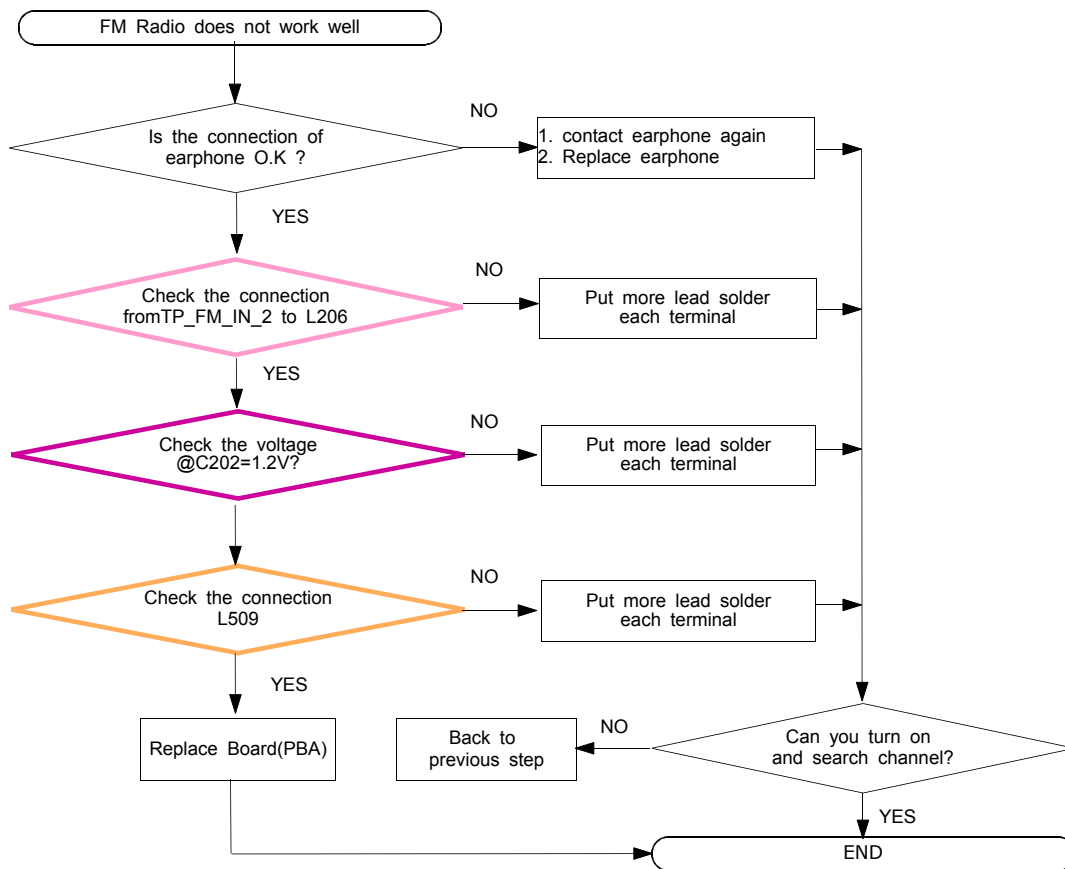 FM Radio does not work well
Is the connection of
earphone O.K ?
NO
1. contact earphone again
2. Replace earphone
YES
Check the connection
fromTP_FM_IN_2 to L206
NO
Put more lead solder
each terminal
YES
Check the voltage
@C202=1.2V?
NO
Put more lead solder
each terminal
Check the connection
L509
NO
Put more lead solder
each terminal
YES
Replace Board(PBA)
Back to
previous step
NO
Can you turn on
and search channel?
YES
END